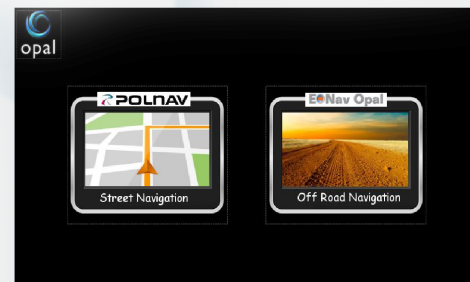 opal
POLNAV
EONav Opal
Street Navigation
Off Road Navigation